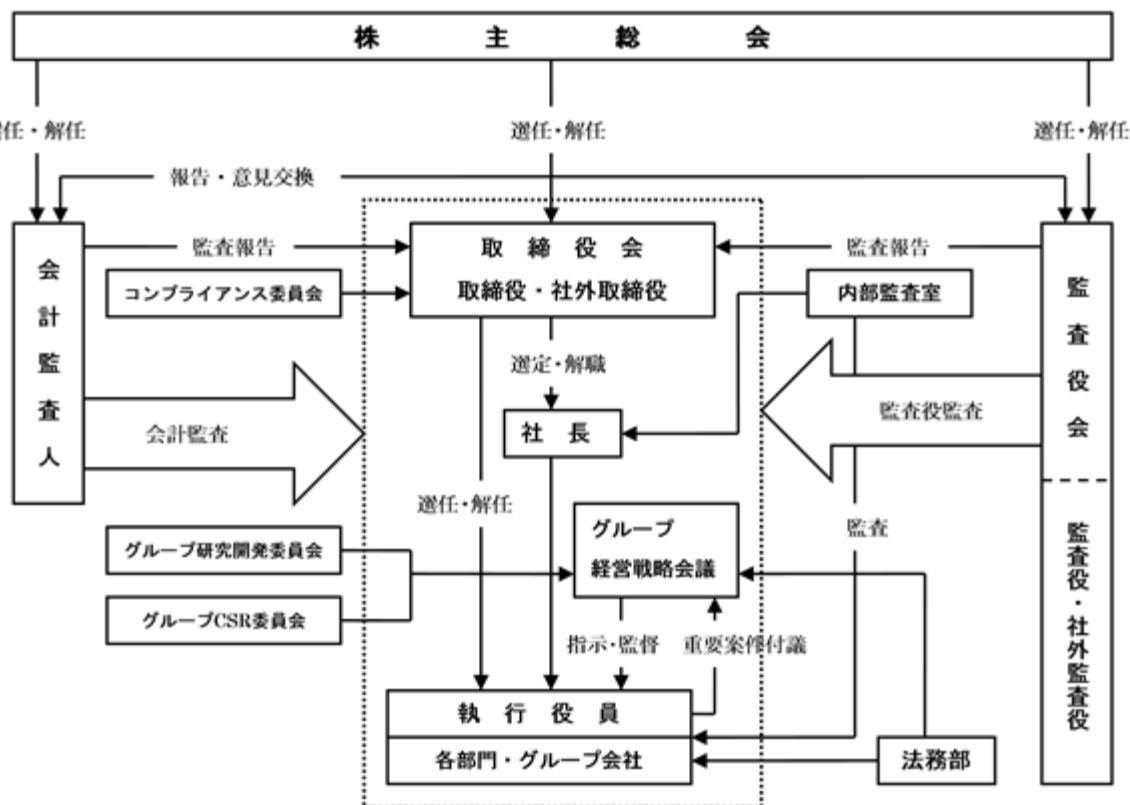 株主総会
任・解任
選任・解任
選任・解任
報告・意見交換
会計監査人
監査報告
コンプライアンス委員会
取締役会
取締役・社外取締役
監査報告
内部監査室
監査役会
監査役・社外監査役
選定・解職
会計監査
社長
監査役監査
選任・解任
グループ
経営戦略会議
監査
グループ研究開発委員会
グループCSR委員会
指示・監督
重要案件付議
執行役員
各部門・グループ会社
法務部